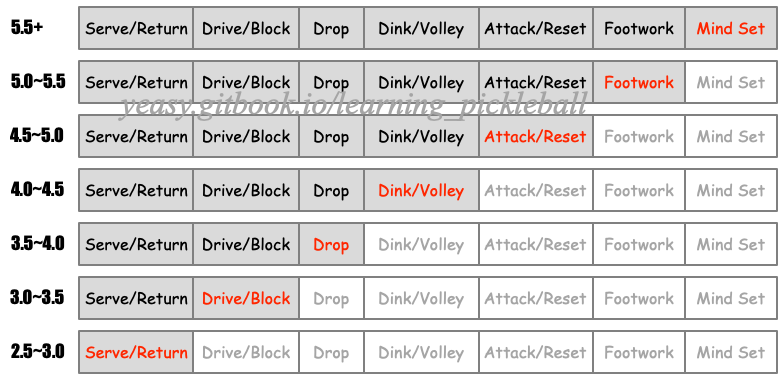 5.5+ Serve/Return Drive/Block Drop Dink/Volley Attack/Reset Footwork Mind Set
5.0~5.5 Serve/Return Drive/Block Drop Dink/Volley Attack/Reset Footwork Mind Set
yeasy.gitbook.io/learning_pickleball
4.5~5.0 Serve/Return Drive/Block Drop Dink/Volley Attack/Reset Footwork Mind Set
4.0~4.5 Serve/Return Drive/Block Drop Dink/Volley Attack/Reset Footwork Mind Set
3.5~4.0 Serve/Return Drive/Block Drop Dink/Volley Attack/Reset Footwork Mind Set
3.0~3.5 Serve/Return Drive/Block Drop Dink/Volley Attack/Reset Footwork Mind Set
2.5~3.0 Serve/Return Drive/Block Drop Dink/Volley Attack/Reset Footwork Mind Set